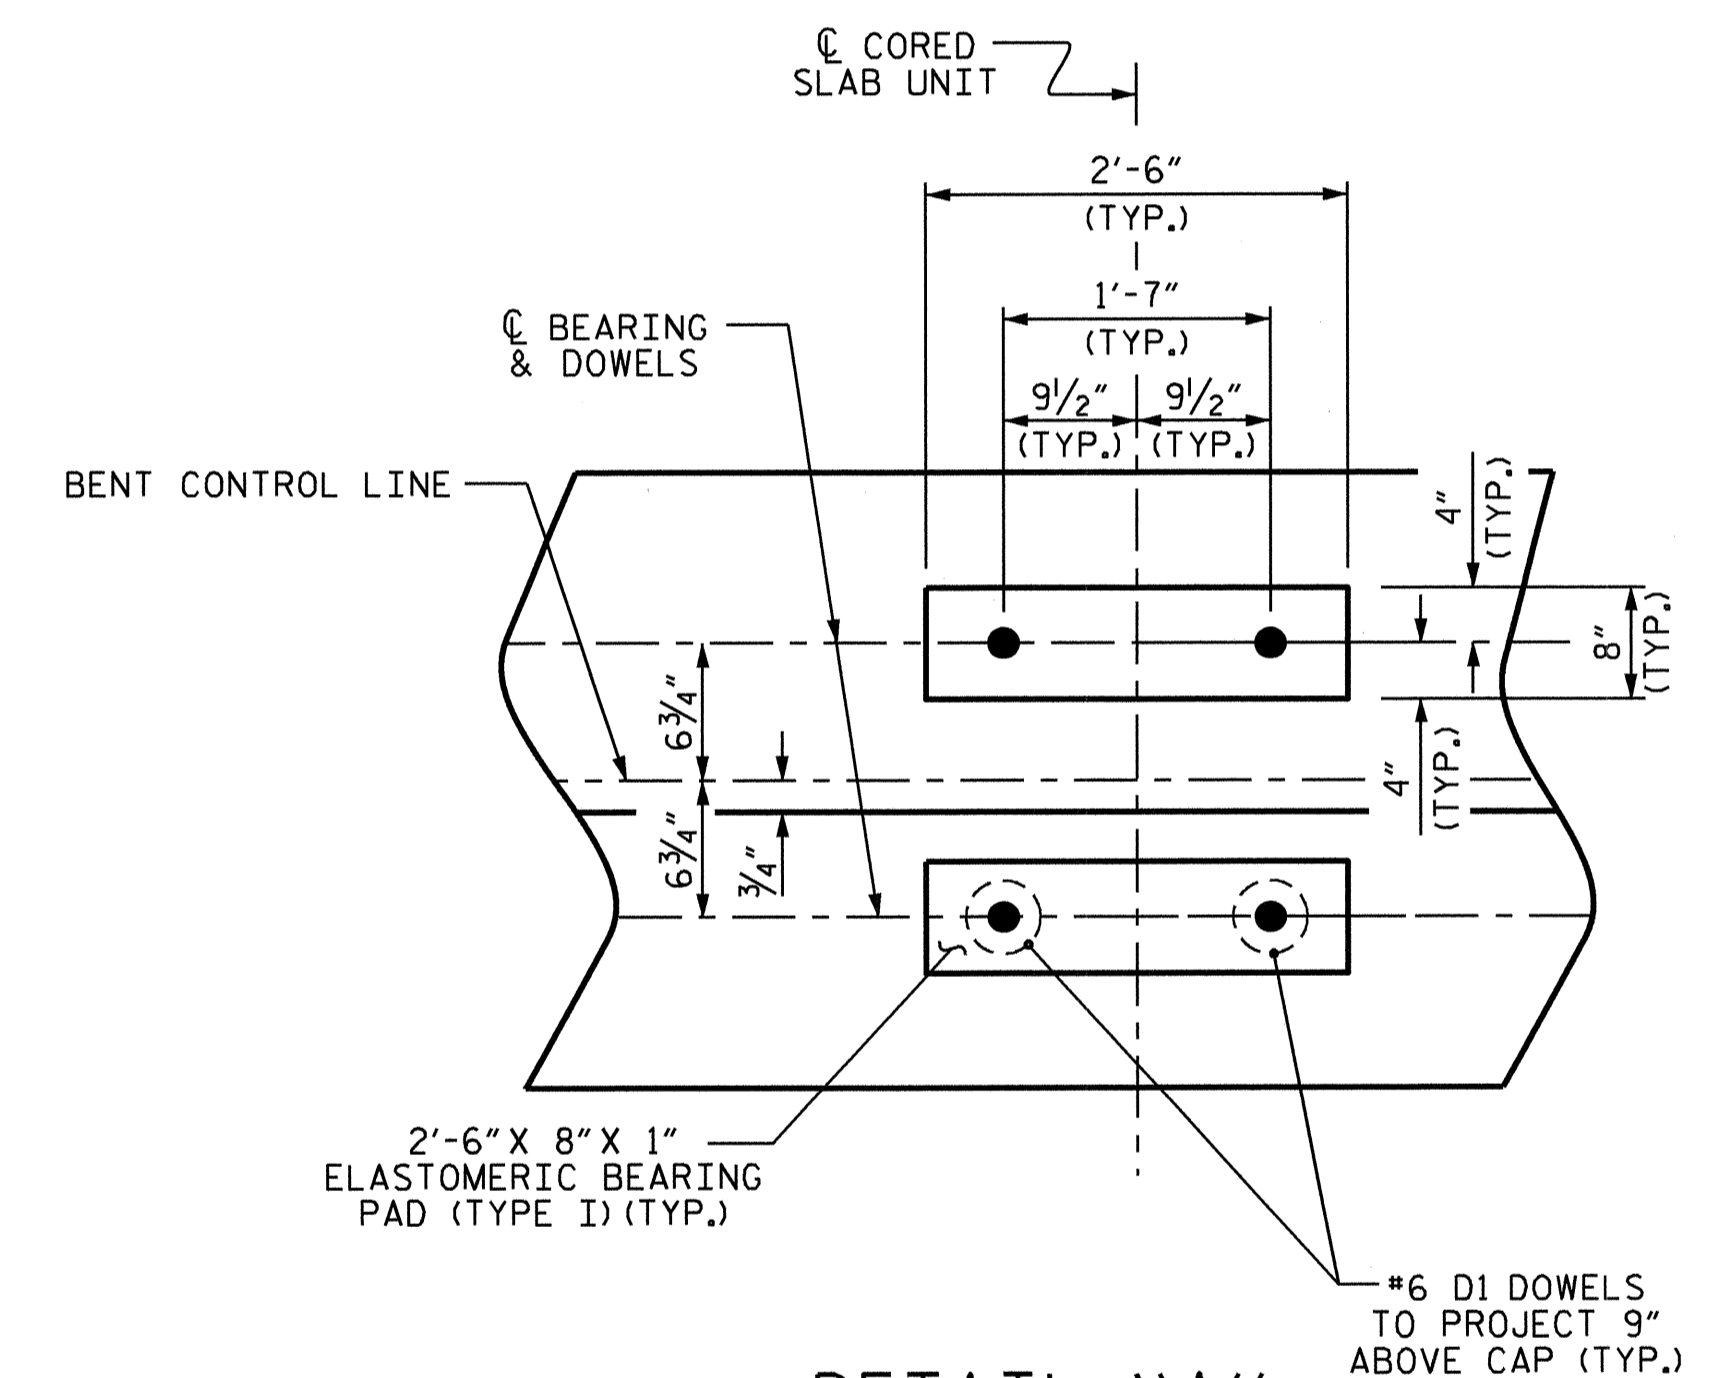 ℄ CORED
SLAB UNIT
2'-6"
(TYP.)
1'-7"
(TYP.)
℄ BEARING
& DOWELS
9½" 9½"
(TYP.) (TYP.)
BENT CONTROL LINE
4"
(TYP.)
8"
(TYP.)
6¾"
4"
(TYP.)
6¾"
¾"
2'-6" X 8" X 1"
ELASTOMERIC BEARING
PAD (TYPE I) (TYP.)
#6 D1 DOWELS
TO PROJECT 9"
ABOVE CAP (TYP.)
DETAIL "A"